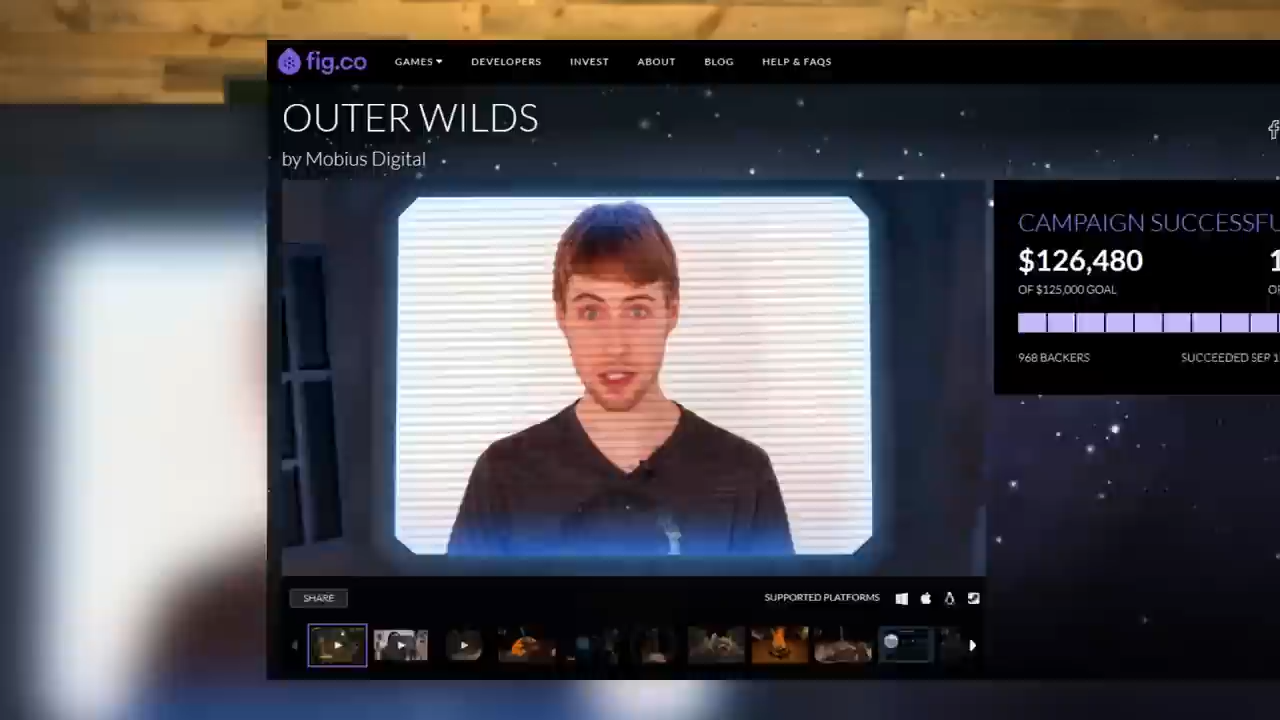 fig.co
GAMES DEVELOPERS INVEST ABOUT BLOG HELP & FAQS
OUTER WILDS
by Mobius Digital
CAMPAIGN SUCCESSFU
$126,480
OF $125,000 GOAL
968 BACKERS SUCCEEDED SEP 1
SHARE
SUPPORTED PLATFORMS